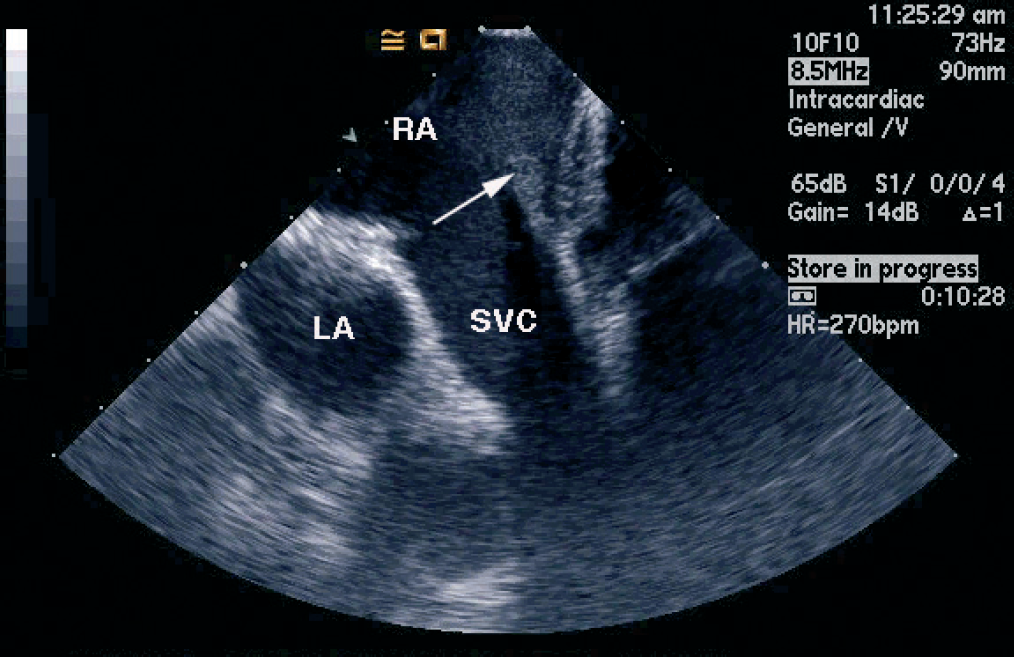 11:25:29 am
10F10 73Hz
8.5MHz 90mm
Intracardiac
General /V
65dB S1/ 0/0/4
Gain= 14dB Δ=1
Store in progress
0:10:28
HR=270bpm
RA
LA
SVC